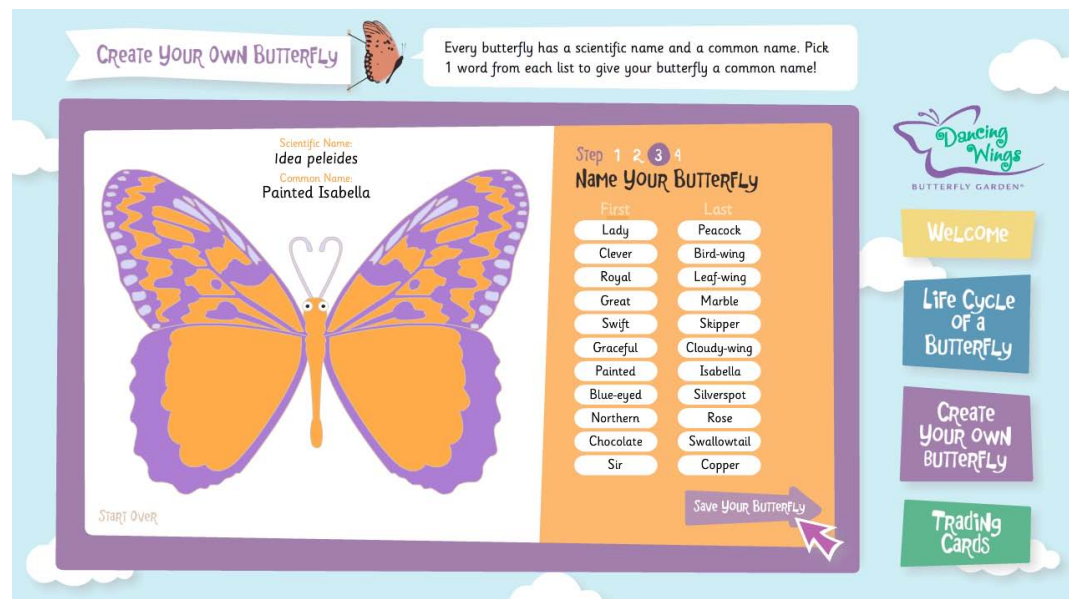 Create Your Own Butterfly
Every butterfly has a scientific name and a common name. Pick
1 word from each list to give your butterfly a common name!
Scientific Name:
Idea peleides
Common Name:
Painted Isabella
Start Over
Step 1 2 3 4
Name Your Butterfly
First Last
Lady Peacock
Clever Bird-wing
Royal Leaf-wing
Great Marble
Swift Skipper
Graceful Cloudy-wing
Painted Isabella
Blue-eyed Silverspot
Northern Rose
Chocolate Swallowtail
Sir Copper
Save Your Butterfly
Dancing
Wings
BUTTERFLY GARDEN®
Welcome
Life Cycle
of a
Butterfly
Create
Your Own
Butterfly
Trading
Cards